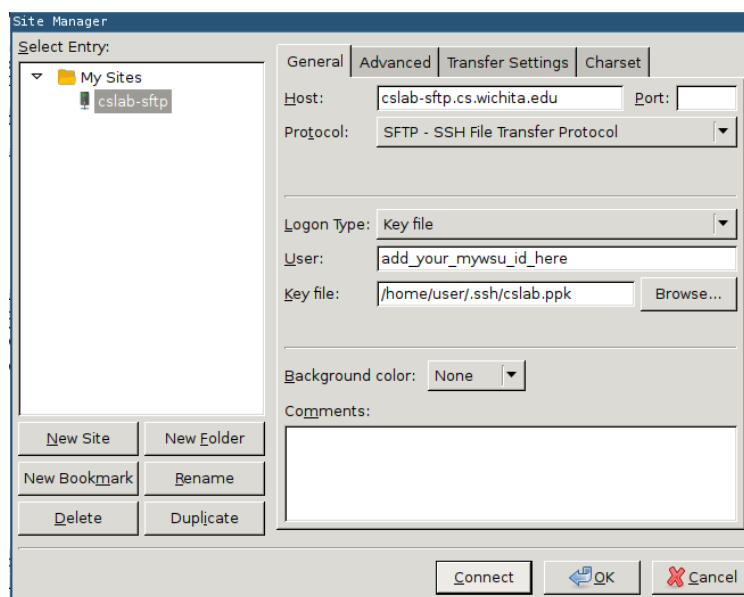 Site Manager
Select Entry:
My Sites
cslab-sftp
New Site
New Folder
New Bookmark
Rename
Delete
Duplicate
General
Advanced
Transfer Settings
Charset
Host:
cslab-sftp.cs.wichita.edu
Port:
Protocol:
SFTP - SSH File Transfer Protocol
Logon Type:
Key file
User:
add_your_mywsu_id_here
Key file:
/home/user/.ssh/cslab.ppk
Browse...
Background color:
None
Comments:
Connect
OK
Cancel